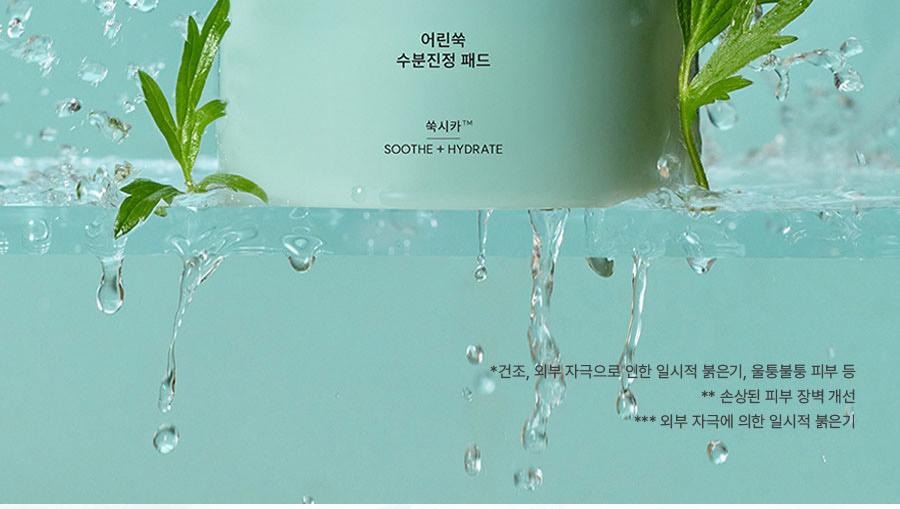 어린쑥
수분진정 패드
쑥시카™
SOOTHE + HYDRATE
*건조, 외부 자극으로 인한 일시적 붉은기, 울퉁불퉁 피부 등
** 손상된 피부 장벽 개선
*** 외부 자극에 의한 일시적 붉은기